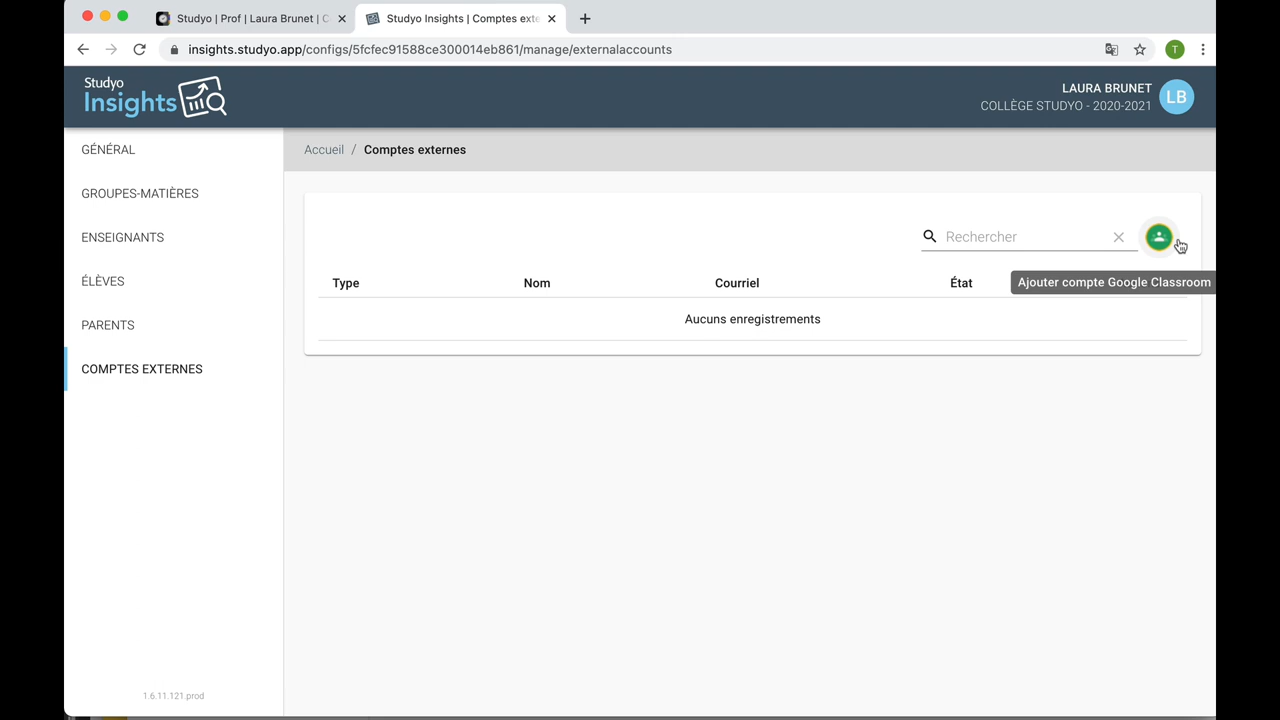 Studyo | Prof | Laura Brunet | C
Studyo Insights | Comptes exte
insights.studyo.app/configs/5fcfec91588ce300014eb861/manage/externalaccounts
T
Studyo
Insights
LAURA BRUNET
COLLÈGE STUDYO - 2020-2021
LB
GÉNÉRAL
GROUPES-MATIÈRES
ENSEIGNANTS
ÉLÈVES
PARENTS
COMPTES EXTERNES
Accueil / Comptes externes
Rechercher
Type Nom Courriel État
Ajouter compte Google Classroom
Aucuns enregistrements
1.6.11.121.prod